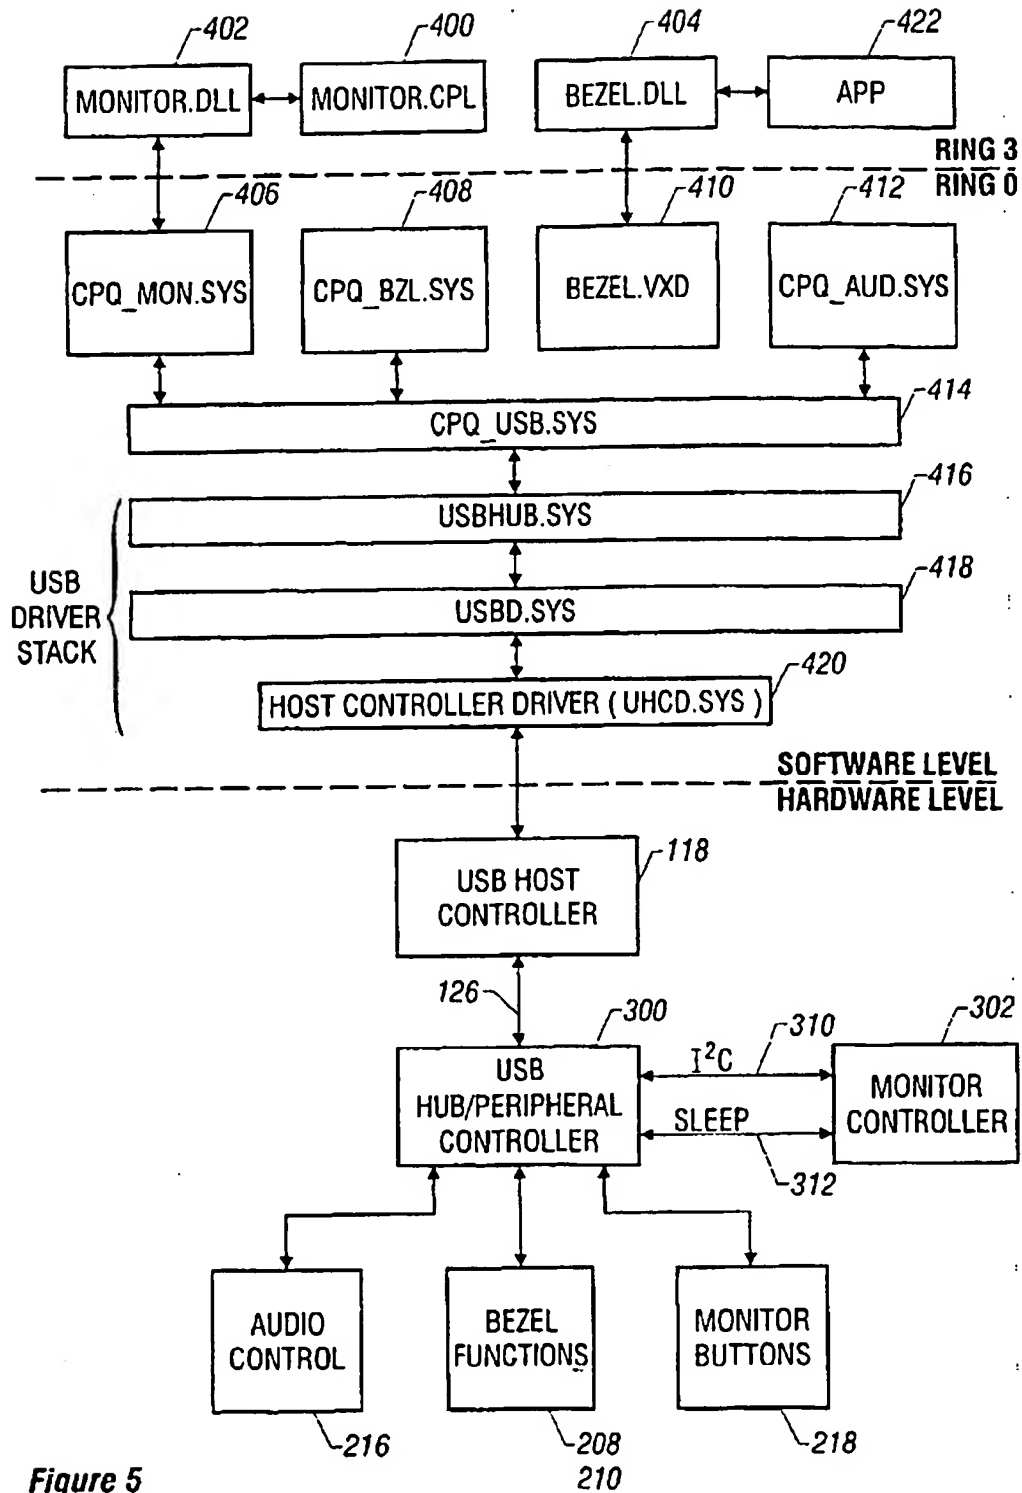 402
400
404
422
MONITOR.DLL
MONITOR.CPL
BEZEL.DLL
APP
RING 3
RING 0
406
408
410
412
CPQ_MON.SYS
CPQ_BZL.SYS
BEZEL.VXD
CPQ_AUD.SYS
414
CPQ_USB.SYS
416
USBHUB.SYS
USB
DRIVER
STACK
418
USBD.SYS
420
HOST CONTROLLER DRIVER ( UHCD.SYS )
SOFTWARE LEVEL
HARDWARE LEVEL
118
USB HOST
CONTROLLER
126
300
302
310
I²C
USB
HUB/PERIPHERAL
CONTROLLER
MONITOR
CONTROLLER
SLEEP
312
AUDIO
CONTROL
BEZEL
FUNCTIONS
MONITOR
BUTTONS
216
208
210
218
Figure 5